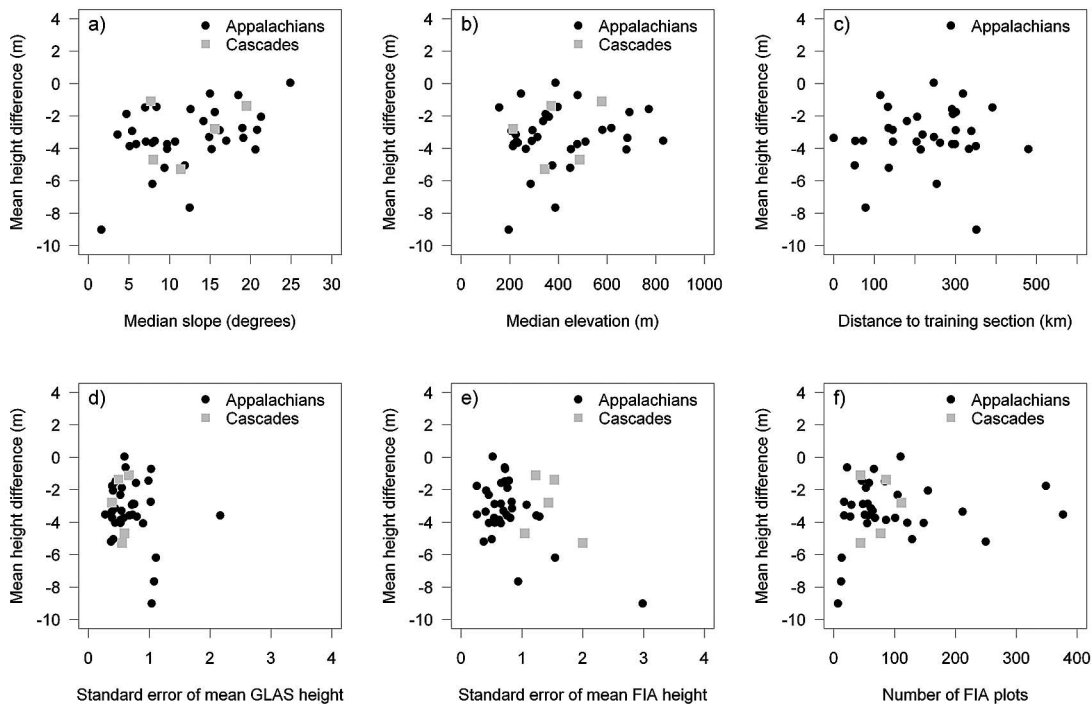 a)
Appalachians
Cascades
4
2
0
-2
-4
-6
-8
-10
Mean height difference (m)
0 5 10 15 20 25 30
Median slope (degrees)
b)
Appalachians
Cascades
4
2
0
-2
-4
-6
-8
-10
Mean height difference (m)
0 200 400 600 800 1000
Median elevation (m)
c)
Appalachians
4
2
0
-2
-4
-6
-8
-10
Mean height difference (m)
0 100 300 500
Distance to training section (km)
d)
Appalachians
Cascades
4
2
0
-2
-4
-6
-8
-10
Mean height difference (m)
0 1 2 3 4
Standard error of mean GLAS height
e)
Appalachians
Cascades
4
2
0
-2
-4
-6
-8
-10
Mean height difference (m)
0 1 2 3 4
Standard error of mean FIA height
f)
Appalachians
Cascades
4
2
0
-2
-4
-6
-8
-10
Mean height difference (m)
0 100 200 300 400
Number of FIA plots